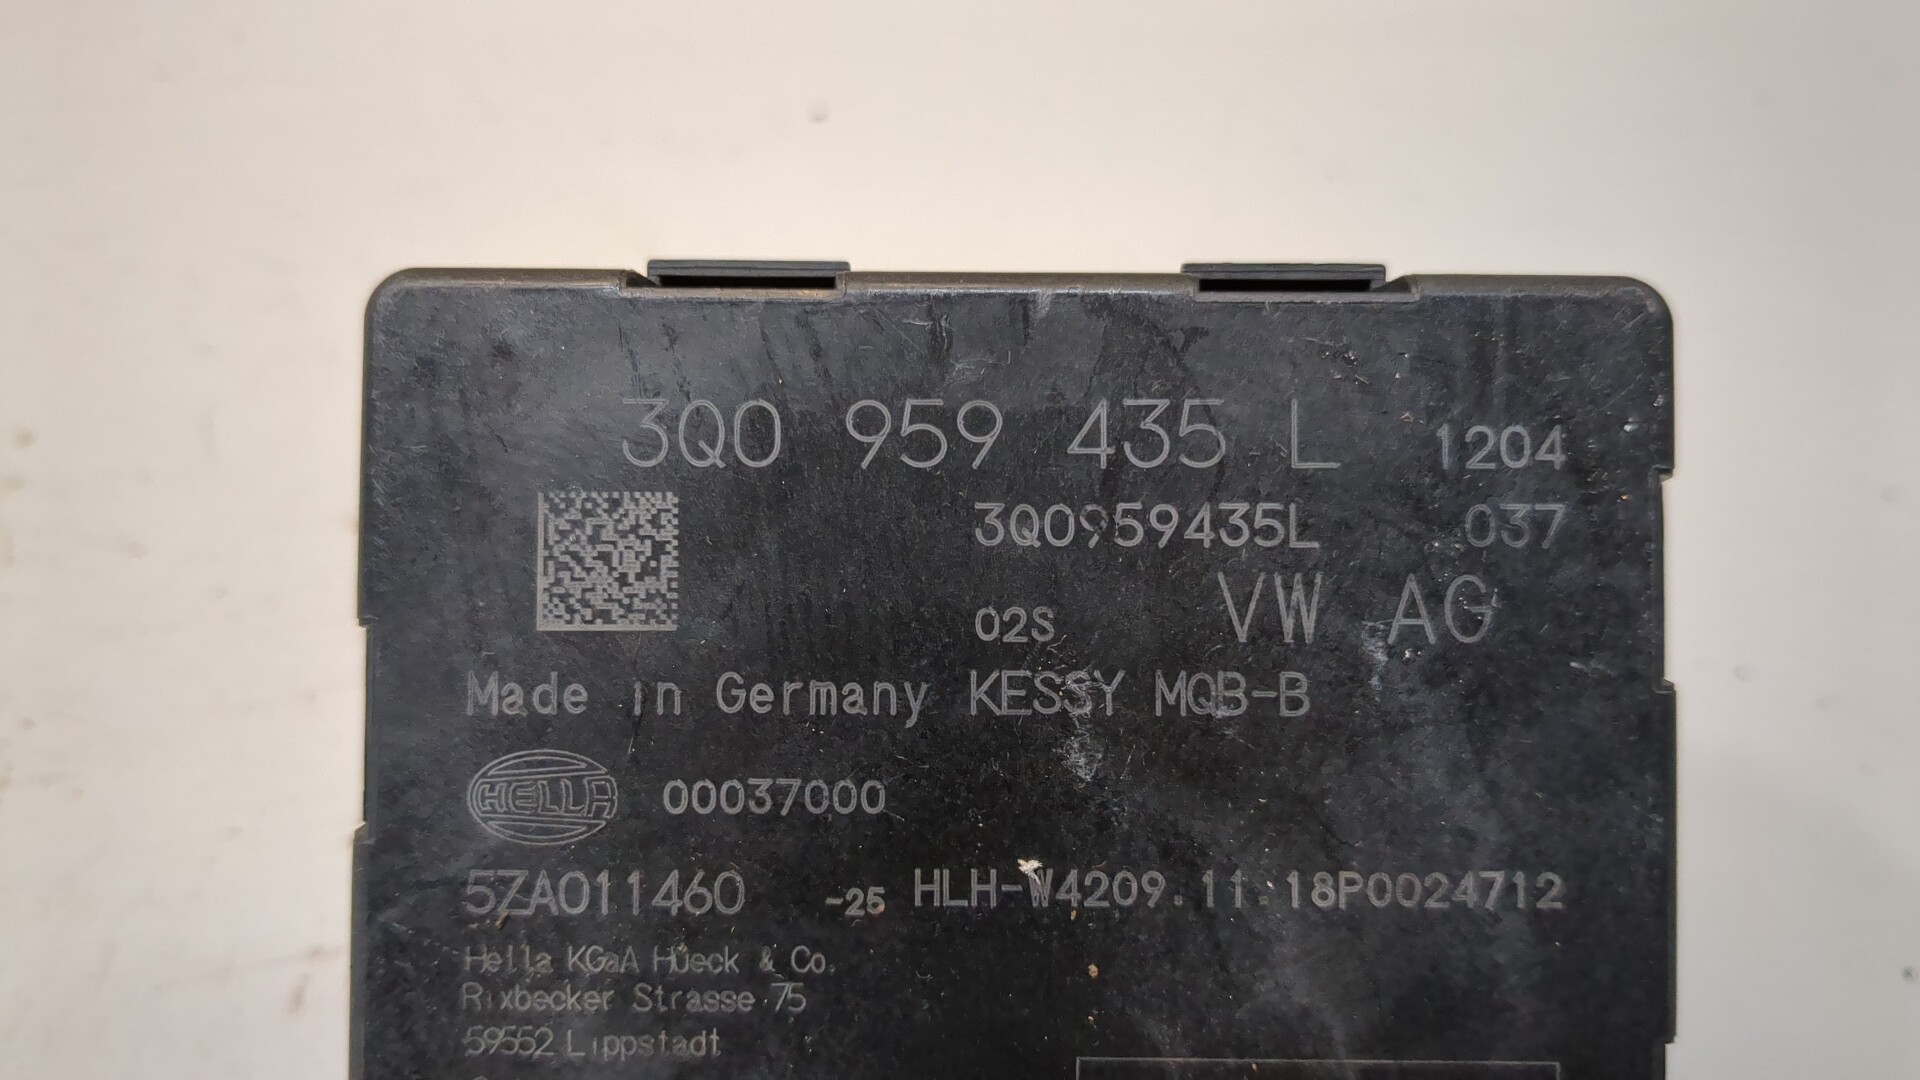 3Q0 959 435 L 1204
3Q0959435L 037
02S VW AG
Made in Germany KESSY MQB-B
HELLA 00037000
5ZA011460 -25 HLH-W4209.11.18P0024712
Hella KGaA Hueck & Co.
Rixbecker Strasse 75
59552 Lippstadt